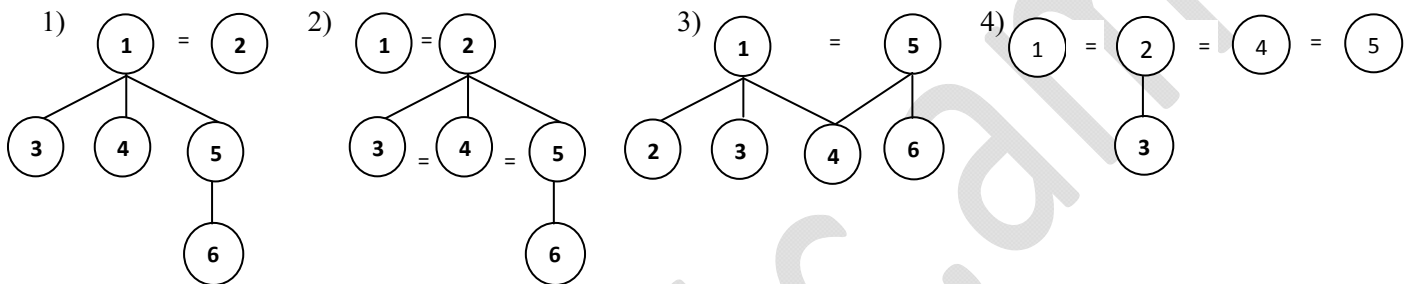 1) 1 = 2
3 4 5
6
2) 1 = 2
3 = 4 = 5
6
3) 1 = 5
2 3 4 6
4) 1 = 2 = 4 = 5
3